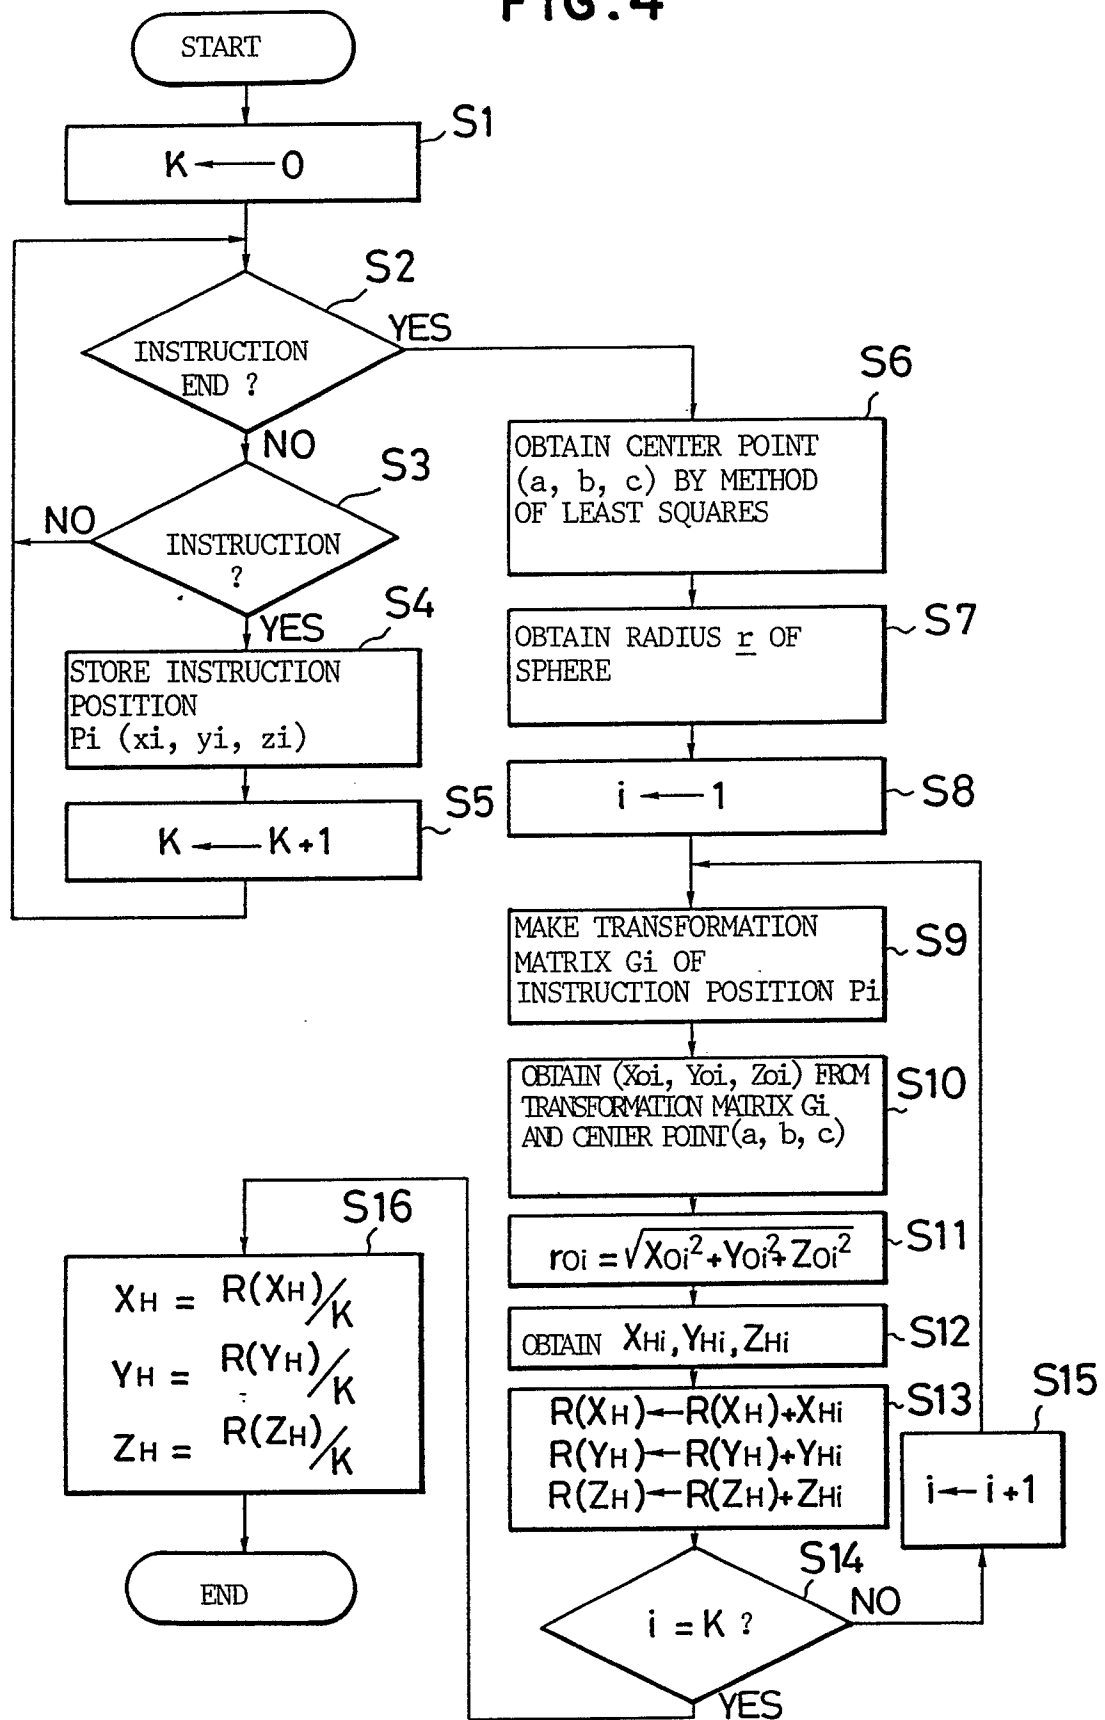 FIG.4
START
S1
K ← 0
S2
INSTRUCTION
END ?
YES
NO
S3
INSTRUCTION
?
NO
YES
S4
STORE INSTRUCTION
POSITION
Pi (xi, yi, zi)
S5
K ← K+1
S6
OBTAIN CENTER POINT
(a, b, c) BY METHOD
OF LEAST SQUARES
S7
OBTAIN RADIUS r OF
SPHERE
S8
i ← 1
S9
MAKE TRANSFORMATION
MATRIX Gi OF
INSTRUCTION POSITION Pi
S10
OBTAIN (Xoi, Yoi, Zoi) FROM
TRANSFORMATION MATRIX Gi
AND CENTER POINT(a, b, c)
S11
roi = √Xoi²+Yoi²+Zoi²
S12
OBTAIN XHi, YHi, ZHi
S13
R(XH)←R(XH)+XHi
R(YH)←R(YH)+YHi
R(ZH)←R(ZH)+ZHi
S14
i = K ?
NO
YES
S15
i← i+1
S16
XH = R(XH)/K
YH = R(YH)/K
ZH = R(ZH)/K
END